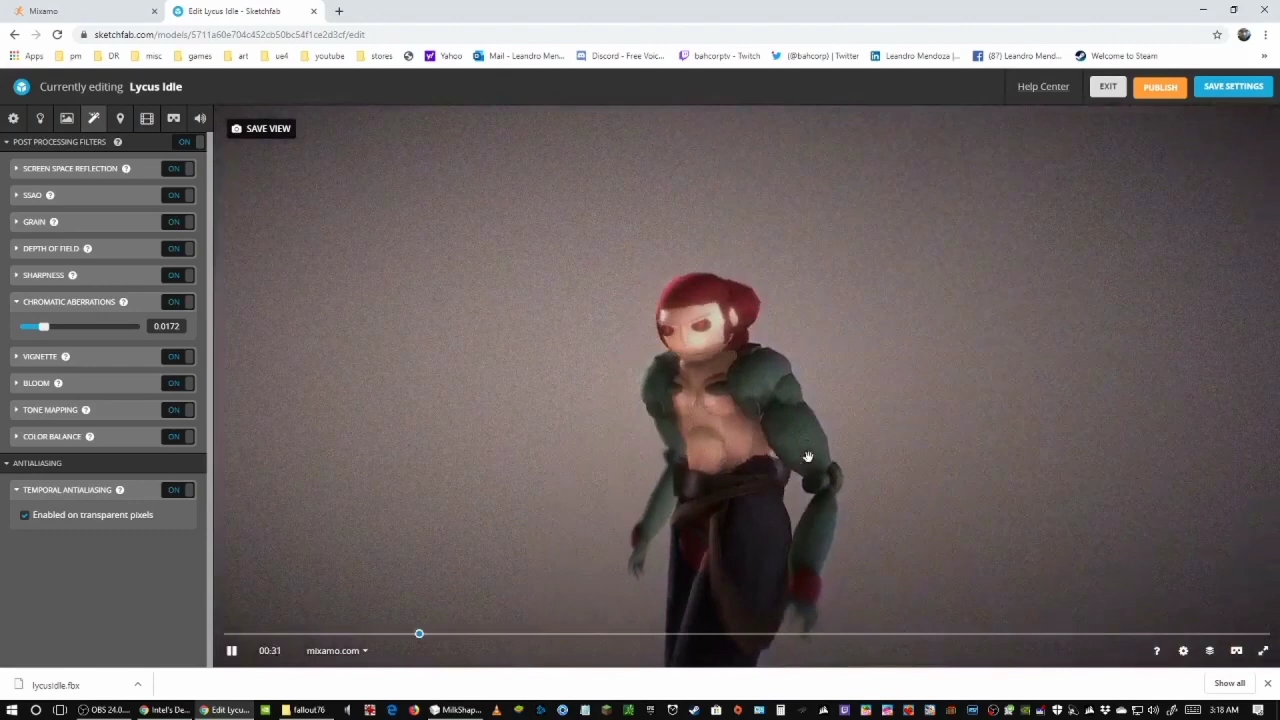 Mixamo
Edit Lycus Idle - Sketchfab
sketchfab.com/models/5711a60e704c452cb50bc54f1ce2d3cf/edit
Apps pm DR misc games art ue4 youtube stores Yahoo Mail - Leandro Men... Discord - Free Voic... bahcorptv - Twitch (@bahcorp) | Twitter Leandro Mendoza |... (87) Leandro Mend... Welcome to Steam »
Currently editing Lycus Idle
Help Center EXIT PUBLISH SAVE SETTINGS
SAVE VIEW
POST PROCESSING FILTERS ? ON
SCREEN SPACE REFLECTION ? ON
SSAO ? ON
GRAIN ? ON
DEPTH OF FIELD ? ON
SHARPNESS ? ON
CHROMATIC ABERRATIONS ? ON
0.0172
VIGNETTE ? ON
BLOOM ? ON
TONE MAPPING ? ON
COLOR BALANCE ? ON
ANTIALIASING
TEMPORAL ANTIALIASING ? ON
Enabled on transparent pixels
00:31 mixamo.com ?
lycusIdle.fbx
Show all
OBS 24.0... Intel's De... Edit Lycu... fallout76 MilkShap... 3:18 AM